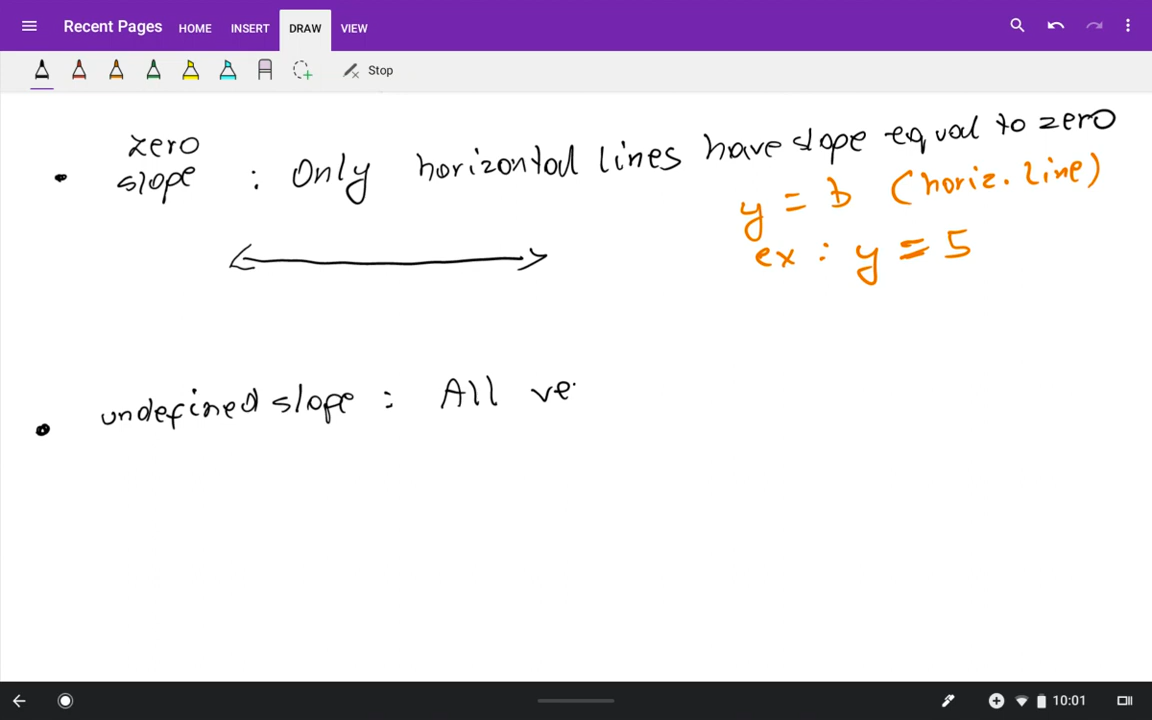 Recent Pages HOME INSERT DRAW VIEW
Stop
zero
slope : Only horizontal lines have slope equal to zero
y = b (horiz. line)
ex : y = 5
undefined slope : All ve
10:01